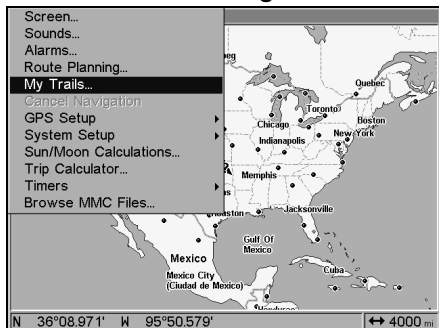 Screen...
Sounds...
Alarms...
Route Planning...
My Trails...
Cancel Navigation
GPS Setup
System Setup
Sun/Moon Calculations...
Trip Calculator...
Timers
Browse MMC Files...
Quebec
Toronto
Boston
Chicago
New York
Indianapolis
Memphis
Jacksonville
Gulf Of
Mexico
Mexico
Mexico City
(Ciudad de Mexico)
Cuba
N 36°08.971' W 95°50.579' ↔ 4000 mi